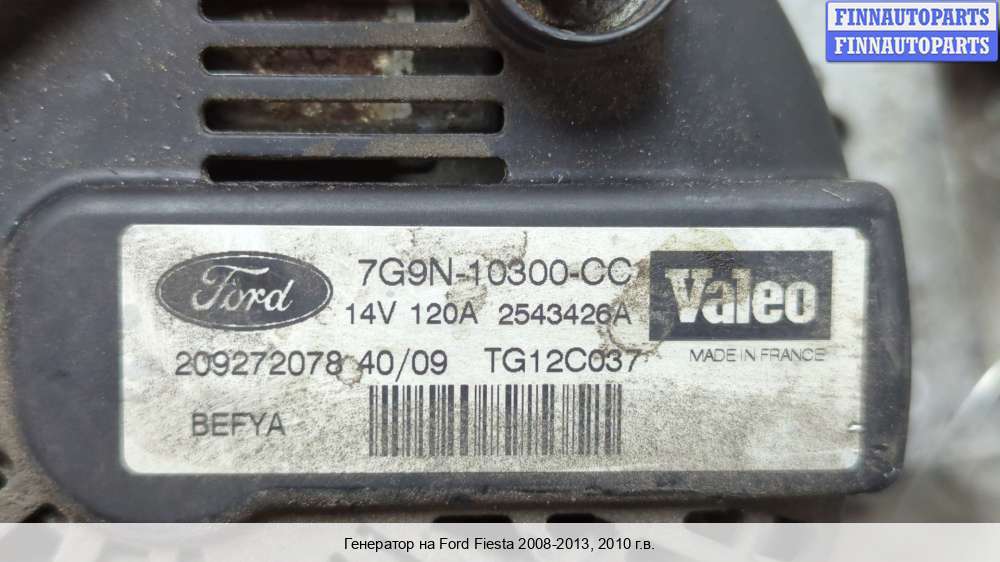 FINNAUTOPARTS
FINNAUTOPARTS
Ford
7G9N-10300-CC
14V 120A 2543426A
Valeo
209272078 40/09 TG12C037
MADE IN FRANCE
BEFYA
Генератор на Ford Fiesta 2008-2013, 2010 г.в.